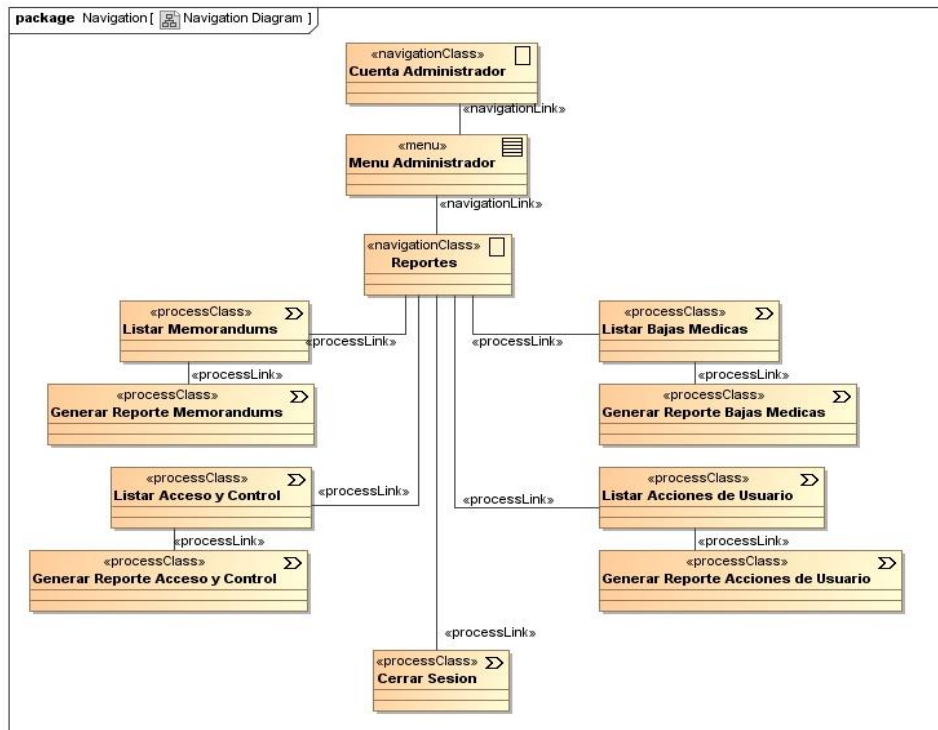 package Navigation [ Navigation Diagram ]
«navigationClass»
Cuenta Administrador
«navigationLink»
«menu»
Menu Administrador
«navigationLink»
«navigationClass»
Reportes
«processClass»
Listar Memorandums
«processLink»
«processLink»
«processClass»
Generar Reporte Memorandums
«processClass»
Listar Bajas Medicas
«processLink»
«processLink»
«processClass»
Generar Reporte Bajas Medicas
«processClass»
Listar Acceso y Control
«processLink»
«processLink»
«processClass»
Generar Reporte Acceso y Control
«processClass»
Listar Acciones de Usuario
«processLink»
«processLink»
«processClass»
Generar Reporte Acciones de Usuario
«processLink»
«processClass»
Cerrar Sesion